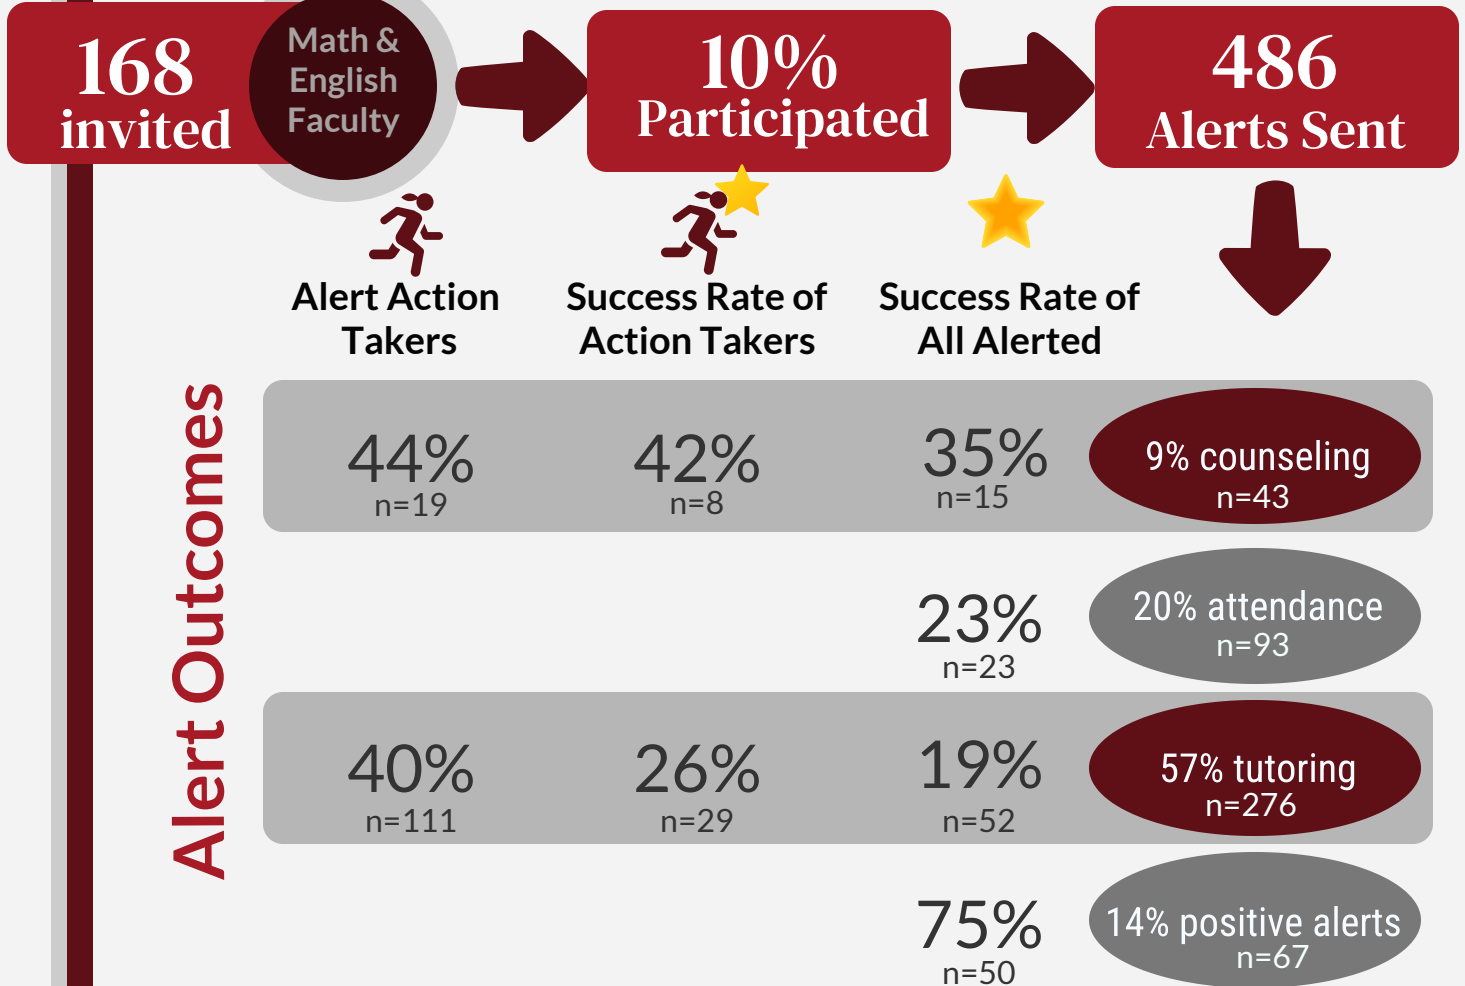 168
invited
Math &
English
Faculty
10%
Participated
486
Alerts Sent
Alert Action
Takers
Success Rate of
Action Takers
Success Rate of
All Alerted
Alert Outcomes
44%
n=19
42%
n=8
35%
n=15
9% counseling
n=43
23%
n=23
20% attendance
n=93
40%
n=111
26%
n=29
19%
n=52
57% tutoring
n=276
75%
n=50
14% positive alerts
n=67